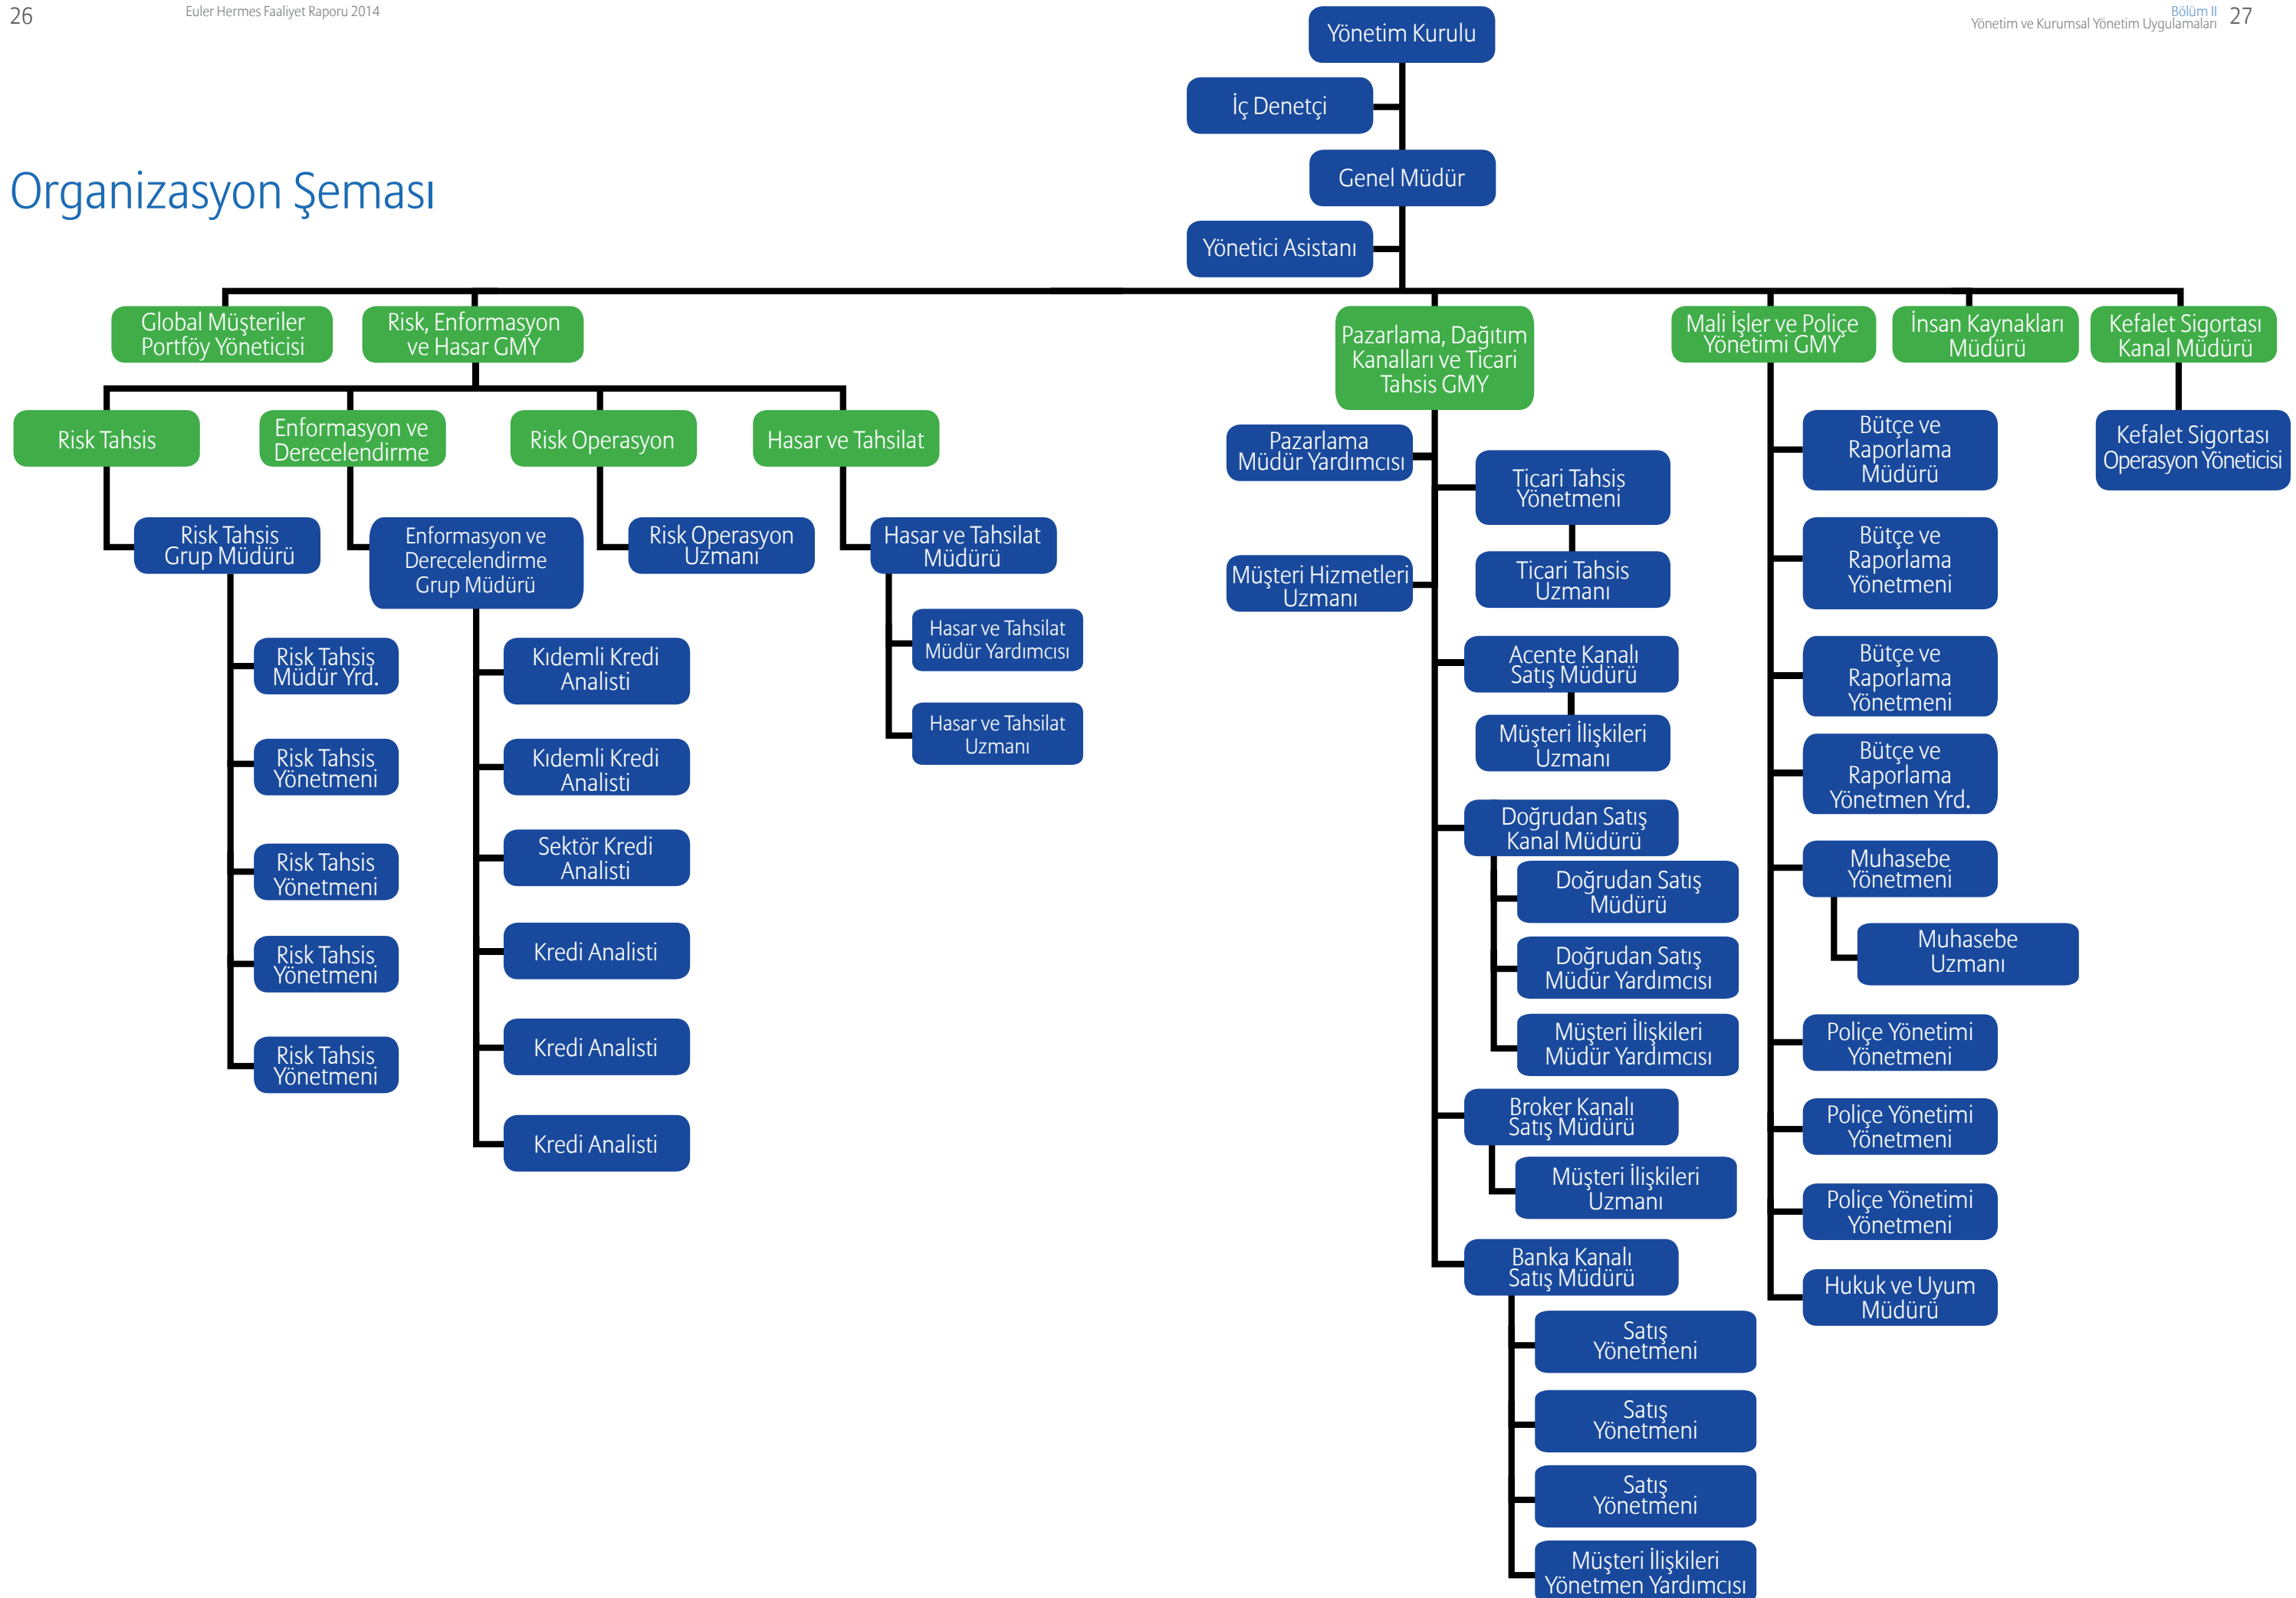 26
Euler Hermes Faaliyet Raporu 2014
Bölüm II
Yönetim ve Kurumsal Yönetim Uygulamaları
27
Organizasyon Şeması
Yönetim Kurulu
İç Denetçi
Genel Müdür
Yönetici Asistanı
Global Müşteriler
Portföy Yöneticisi
Risk, Enformasyon
ve Hasar GMY
Risk Tahsis
Risk Tahsis
Grup Müdürü
Risk Tahsis
Müdür Yrd.
Risk Tahsis
Yönetmeni
Risk Tahsis
Yönetmeni
Risk Tahsis
Yönetmeni
Risk Tahsis
Yönetmeni
Enformasyon ve
Derecelendirme
Enformasyon ve
Derecelendirme
Grup Müdürü
Kıdemli Kredi
Analisti
Kıdemli Kredi
Analisti
Sektör Kredi
Analisti
Kredi Analisti
Kredi Analisti
Kredi Analisti
Risk Operasyon
Risk Operasyon
Uzmanı
Hasar ve Tahsilat
Hasar ve Tahsilat
Müdürü
Hasar ve Tahsilat
Müdür Yardımcısı
Hasar ve Tahsilat
Uzmanı
Pazarlama, Dağıtım
Kanalları ve Ticari
Tahsis GMY
Pazarlama
Müdür Yardımcısı
Müşteri Hizmetleri
Uzmanı
Ticari Tahsis
Yönetmeni
Ticari Tahsis
Uzmanı
Acente Kanalı
Satış Müdürü
Müşteri İlişkileri
Uzmanı
Doğrudan Satış
Kanal Müdürü
Doğrudan Satış
Müdürü
Doğrudan Satış
Müdür Yardımcısı
Müşteri İlişkileri
Müdür Yardımcısı
Broker Kanalı
Satış Müdürü
Müşteri İlişkileri
Uzmanı
Banka Kanalı
Satış Müdürü
Satış
Yönetmeni
Satış
Yönetmeni
Satış
Yönetmeni
Müşteri İlişkileri
Yönetmen Yardımcısı
Mali İşler ve Poliçe
Yönetimi GMY
Bütçe ve
Raporlama
Müdürü
Bütçe ve
Raporlama
Yönetmeni
Bütçe ve
Raporlama
Yönetmeni
Bütçe ve
Raporlama
Yönetmen Yrd.
Muhasebe
Yönetmeni
Muhasebe
Uzmanı
Poliçe Yönetimi
Yönetmeni
Poliçe Yönetimi
Yönetmeni
Poliçe Yönetimi
Yönetmeni
Hukuk ve Uyum
Müdürü
İnsan Kaynakları
Müdürü
Kefalet Sigortası
Kanal Müdürü
Kefalet Sigortası
Operasyon Yöneticisi